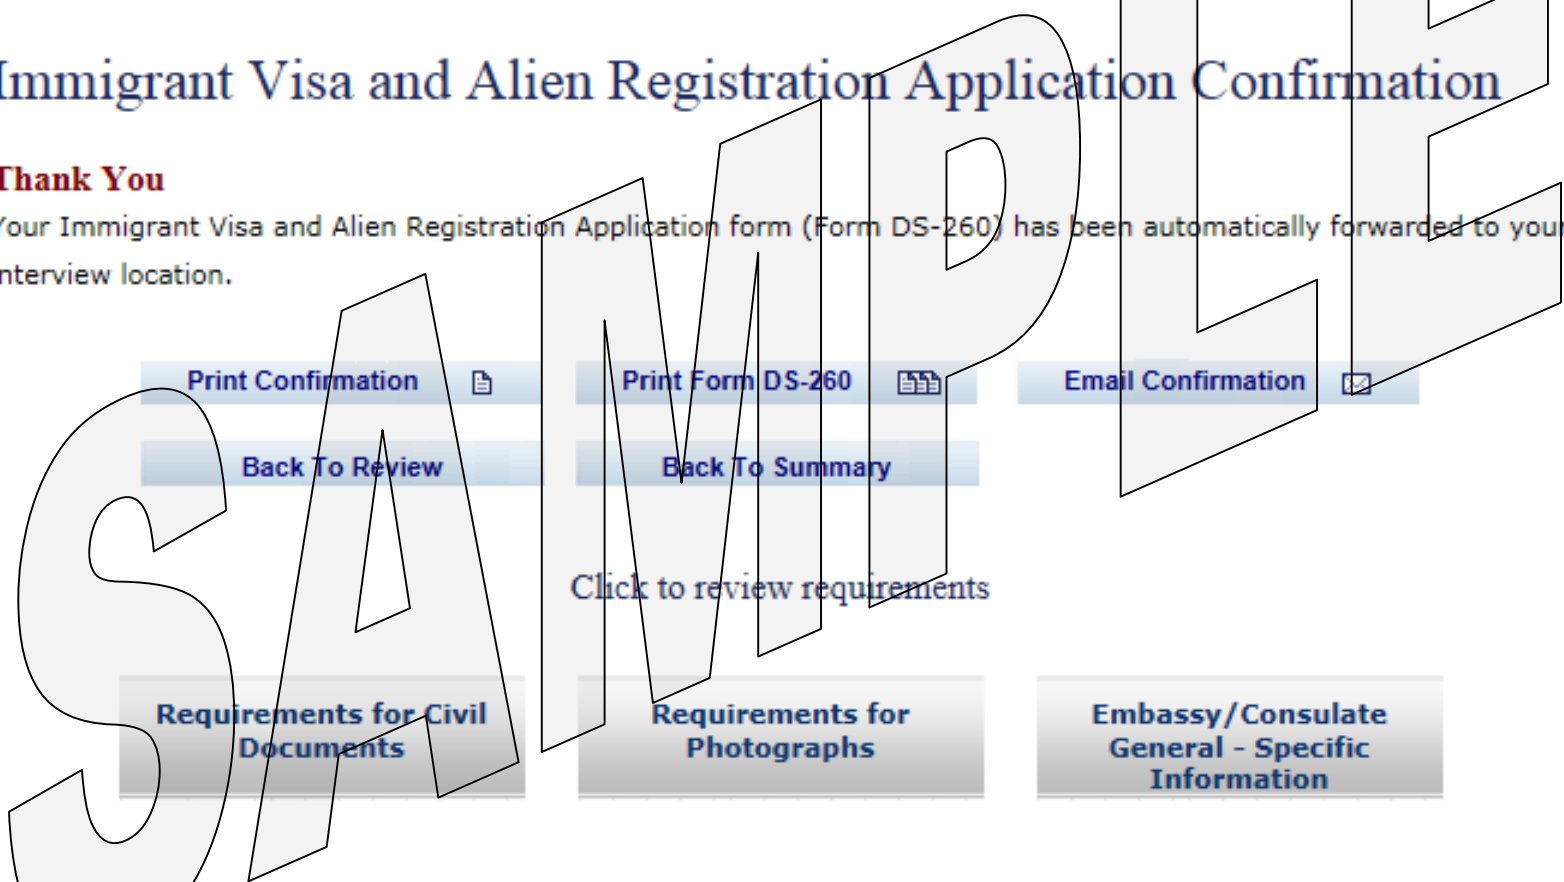 Immigrant Visa and Alien Registration Application Confirmation
Thank You
Your Immigrant Visa and Alien Registration Application form (Form DS-260) has been automatically forwarded to your
interview location.
Print Confirmation
Print Form DS-260
Email Confirmation
Back To Review
Back To Summary
Click to review requirements
Requirements for Civil
Documents
Requirements for
Photographs
Embassy/Consulate
General - Specific
Information
SAMPLE